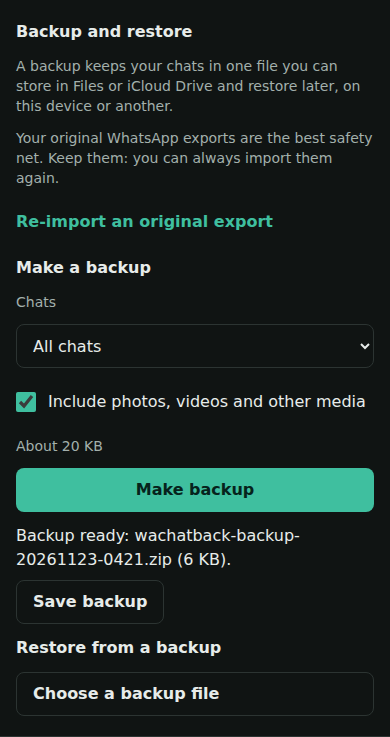 Backup and restore
A backup keeps your chats in one file you can
store in Files or iCloud Drive and restore later, on
this device or another.
Your original WhatsApp exports are the best safety
net. Keep them: you can always import them
again.
Re-import an original export
Make a backup
Chats
All chats
Include photos, videos and other media
About 20 KB
Make backup
Backup ready: wachatback-backup-
20261123-0421.zip (6 KB).
Save backup
Restore from a backup
Choose a backup file